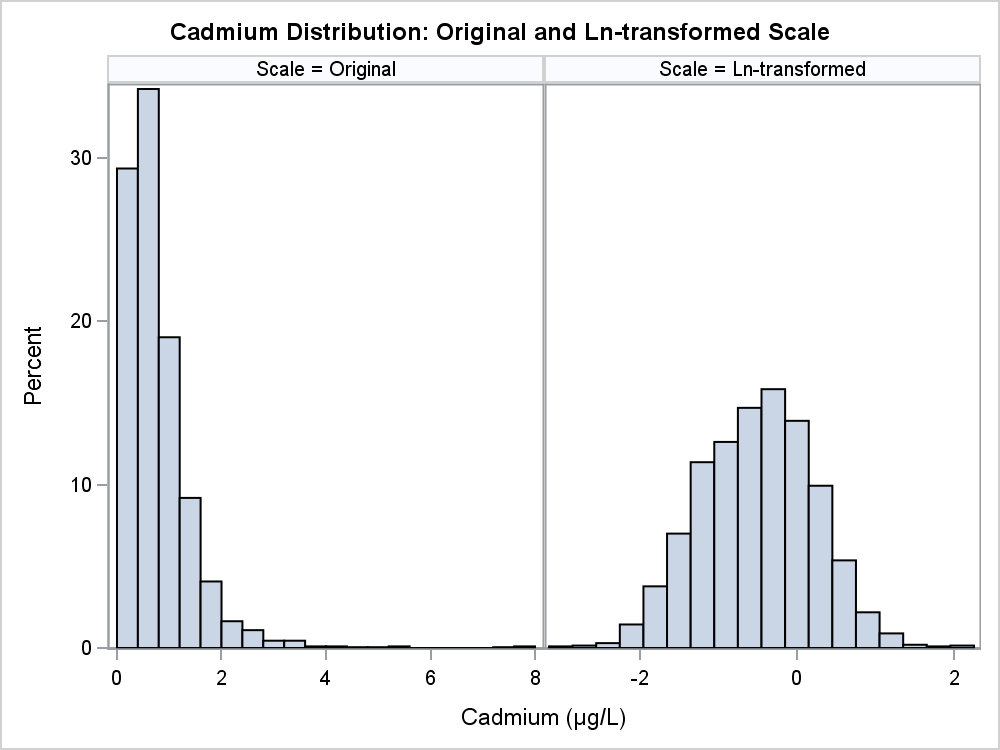 Cadmium Distribution: Original and Ln-transformed Scale
Scale = Original
Scale = Ln-transformed
Percent
30
20
10
0
0 2 4 6 8
-2 0 2
Cadmium (µg/L)